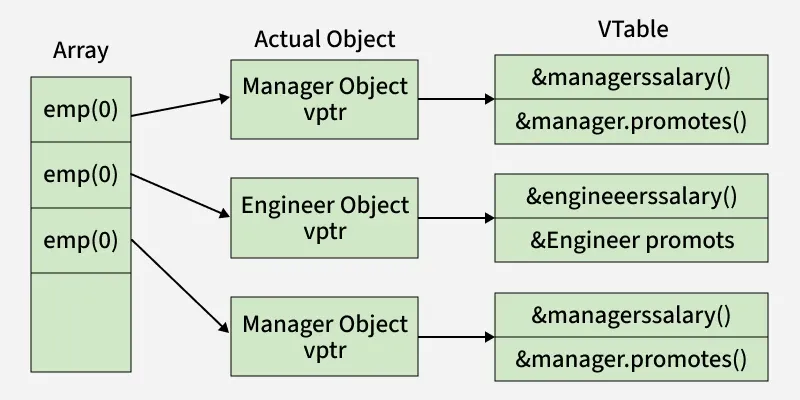 Array
Actual Object
VTable
emp(0)
emp(0)
emp(0)
Manager Object
vptr
Engineer Object
vptr
Manager Object
vptr
&managerssalary()
&manager.promotes()
&engineeerssalary()
&Engineer promots
&managerssalary()
&manager.promotes()